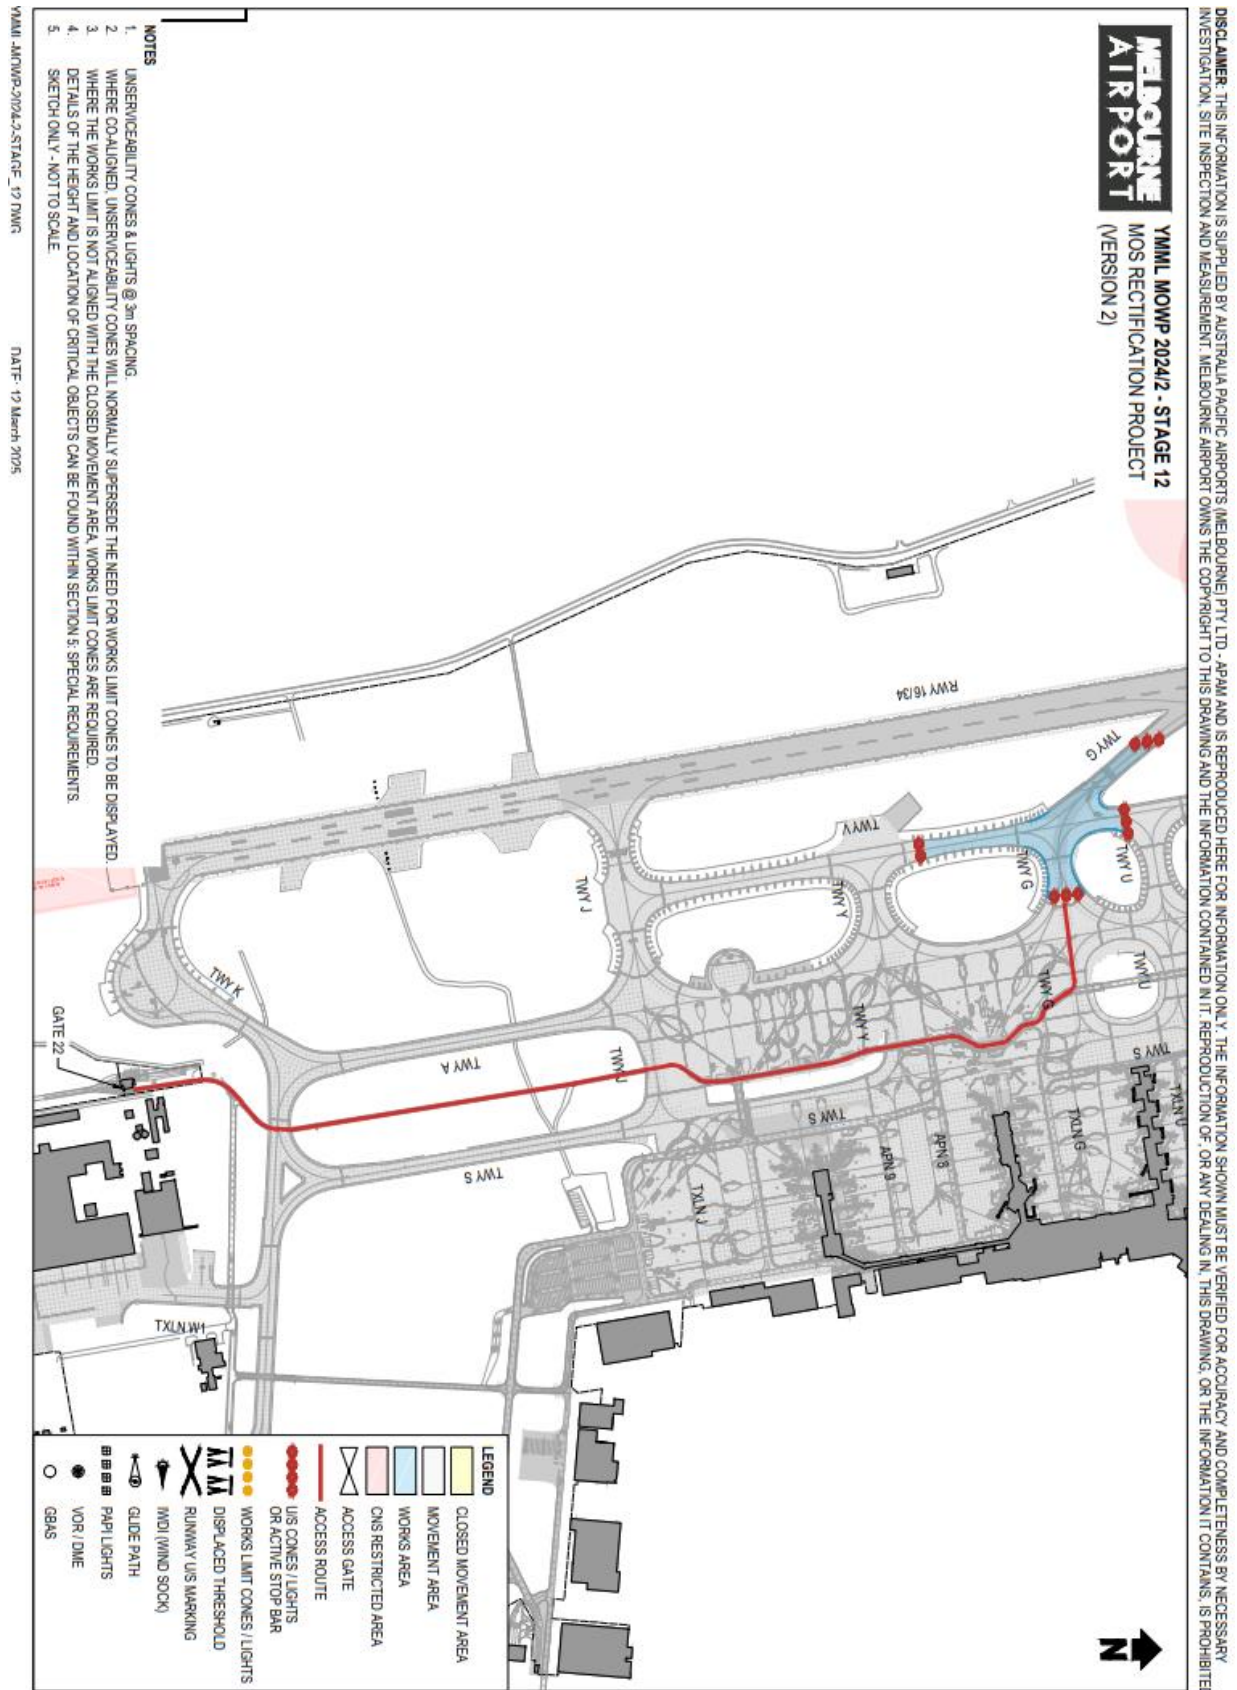 DISCLAIMER: THIS INFORMATION IS SUPPLIED BY AUSTRALIA PACIFIC AIRPORTS (MELBOURNE) PTY LTD - APAM AND IS REPRODUCED HERE FOR INFORMATION ONLY. THE INFORMATION SHOWN MUST BE VERIFIED FOR ACCURACY AND COMPLETENESS BY NECESSARY
INVESTIGATION, SITE INSPECTION AND MEASUREMENT. MELBOURNE AIRPORT OWNS THE COPYRIGHT TO THIS DRAWING AND THE INFORMATION CONTAINED IN IT. REPRODUCTION OF, OR ANY DEALING IN, THIS DRAWING, OR THE INFORMATION IT CONTAINS, IS PROHIBITED
MELBOURNE
AIRPORT
YMML MOWP 2024/2 - STAGE 12
MOS RECTIFICATION PROJECT
(VERSION 2)
RWY 16/34
TWY G
TWY V
TWY G
TWY U
TWY J
TWY Y
TWY U
TWY G
TWY K
TWY Y
TWY S
TWY A
TWY J
TXLN U
GATE 22
TWY S
TXLN G
APN 8
APN 9
TWY S
TXLN J
TXLN W1
NOTES
1. UNSERVICEABILITY CONES & LIGHTS @ 3m SPACING.
2. WHERE CO-ALIGNED, UNSERVICEABILITY CONES WILL NORMALLY SUPERSEDE THE NEED FOR WORKS LIMIT CONES TO BE DISPLAYED.
3. WHERE THE WORKS LIMIT IS NOT ALIGNED WITH THE CLOSED MOVEMENT AREA, WORKS LIMIT CONES ARE REQUIRED.
4. DETAILS OF THE HEIGHT AND LOCATION OF CRITICAL OBJECTS CAN BE FOUND WITHIN SECTION 5: SPECIAL REQUIREMENTS.
5. SKETCH ONLY - NOT TO SCALE.
LEGEND
CLOSED MOVEMENT AREA
MOVEMENT AREA
WORKS AREA
CNS RESTRICTED AREA
ACCESS GATE
ACCESS ROUTE
U/S CONES / LIGHTS
OR ACTIVE STOP BAR
WORKS LIMIT CONES / LIGHTS
DISPLACED THRESHOLD
RUNWAY U/S MARKING
IWDI (WIND SOCK)
GLIDE PATH
PAPI LIGHTS
VOR / DME
GBAS
N
YMML-MOWP-2024-2-STAGE_12.DWG
DATE: 12 March 2025